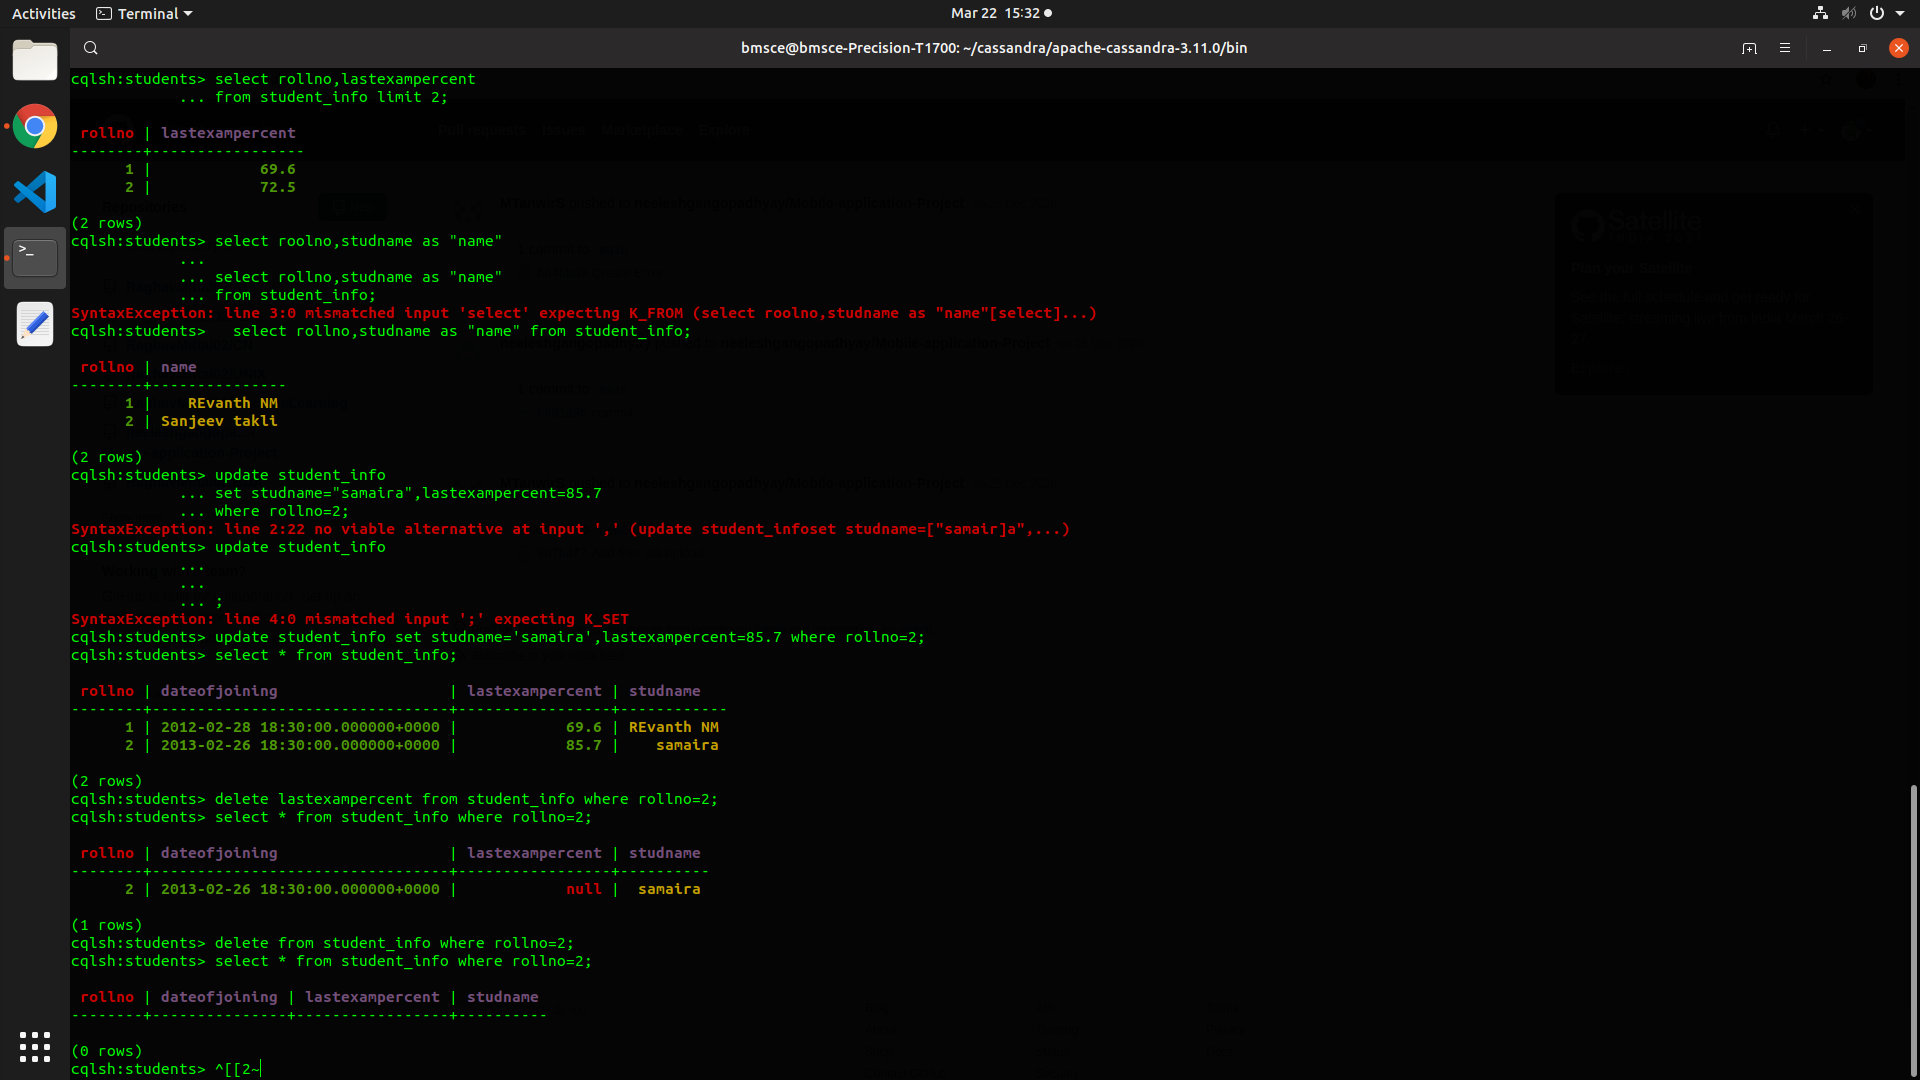 Activities Terminal Mar 22 15:32
bmsce@bmsce-Precision-T1700: ~/cassandra/apache-cassandra-3.11.0/bin
cqlsh:students> select rollno,lastexampercent
... from student_info limit 2;
rollno | lastexampercent
--------+-----------------
1 | 69.6
2 | 72.5
(2 rows)
cqlsh:students> select roolno,studname as "name"
...
... select rollno,studname as "name"
... from student_info;
SyntaxException: line 3:0 mismatched input 'select' expecting K_FROM (select roolno,studname as "name"[select]...)
cqlsh:students>   select rollno,studname as "name" from student_info;
rollno | name
--------+---------------
1 | REvanth NM
2 | Sanjeev takli
(2 rows)
cqlsh:students> update student_info
... set studname="samaira",lastexampercent=85.7
... where rollno=2;
SyntaxException: line 2:22 no viable alternative at input ',' (update student_infoset studname=["samair]a",...)
cqlsh:students> update student_info
...
...
... ;
SyntaxException: line 4:0 mismatched input ';' expecting K_SET
cqlsh:students> update student_info set studname='samaira',lastexampercent=85.7 where rollno=2;
cqlsh:students> select * from student_info;
rollno | dateofjoining | lastexampercent | studname
--------+---------------------------------+-----------------+------------
1 | 2012-02-28 18:30:00.000000+0000 | 69.6 | REvanth NM
2 | 2013-02-26 18:30:00.000000+0000 | 85.7 | samaira
(2 rows)
cqlsh:students> delete lastexampercent from student_info where rollno=2;
cqlsh:students> select * from student_info where rollno=2;
rollno | dateofjoining | lastexampercent | studname
--------+---------------------------------+-----------------+----------
2 | 2013-02-26 18:30:00.000000+0000 | null | samaira
(1 rows)
cqlsh:students> delete from student_info where rollno=2;
cqlsh:students> select * from student_info where rollno=2;
rollno | dateofjoining | lastexampercent | studname
--------+---------------+-----------------+----------
(0 rows)
cqlsh:students> ^[[2~